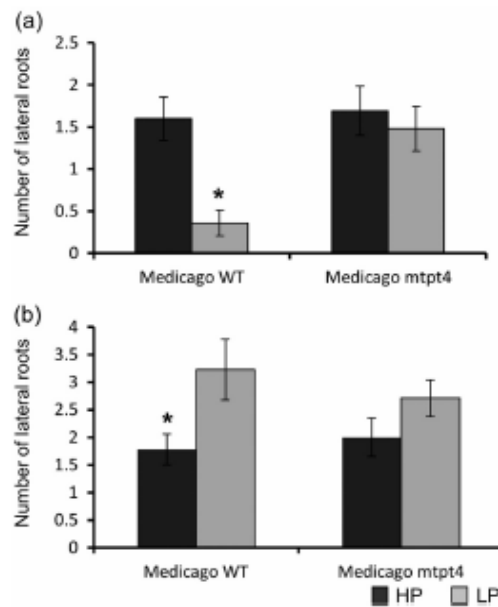 (a)
Number of lateral roots
2.5
2
1.5
1
0.5
0
*
Medicago WT
Medicago mtpt4
(b)
Number of lateral roots
4
3.5
3
2.5
2
1.5
1
0.5
0
*
Medicago WT
Medicago mtpt4
HP
LP